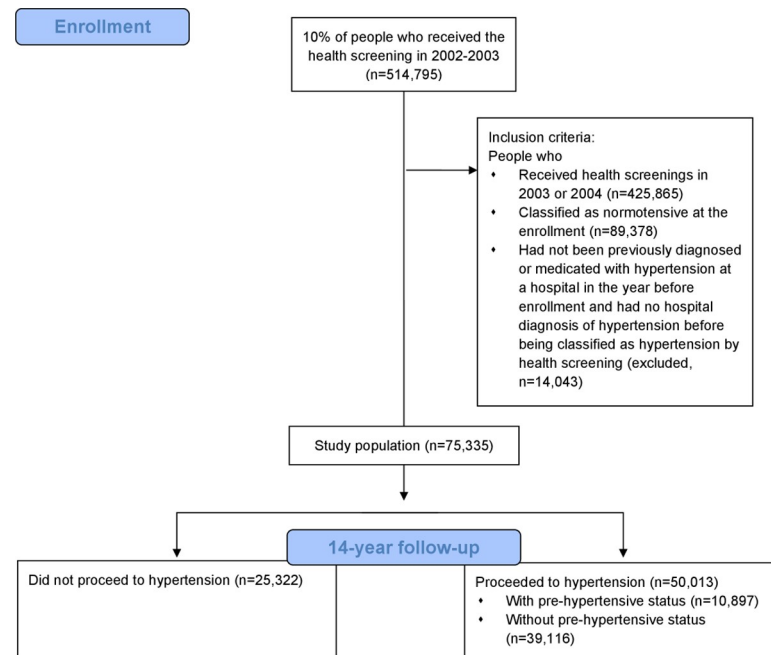 Enrollment
10% of people who received the
health screening in 2002-2003
(n=514,795)
Inclusion criteria:
People who
♦ Received health screenings in
2003 or 2004 (n=425,865)
♦ Classified as normotensive at the
enrollment (n=89,378)
♦ Had not been previously diagnosed
or medicated with hypertension at
a hospital in the year before
enrollment and had no hospital
diagnosis of hypertension before
being classified as hypertension by
health screening (excluded,
n=14,043)
Study population (n=75,335)
14-year follow-up
Did not proceed to hypertension (n=25,322)
Proceeded to hypertension (n=50,013)
♦ With pre-hypertensive status (n=10,897)
♦ Without pre-hypertensive status
(n=39,116)